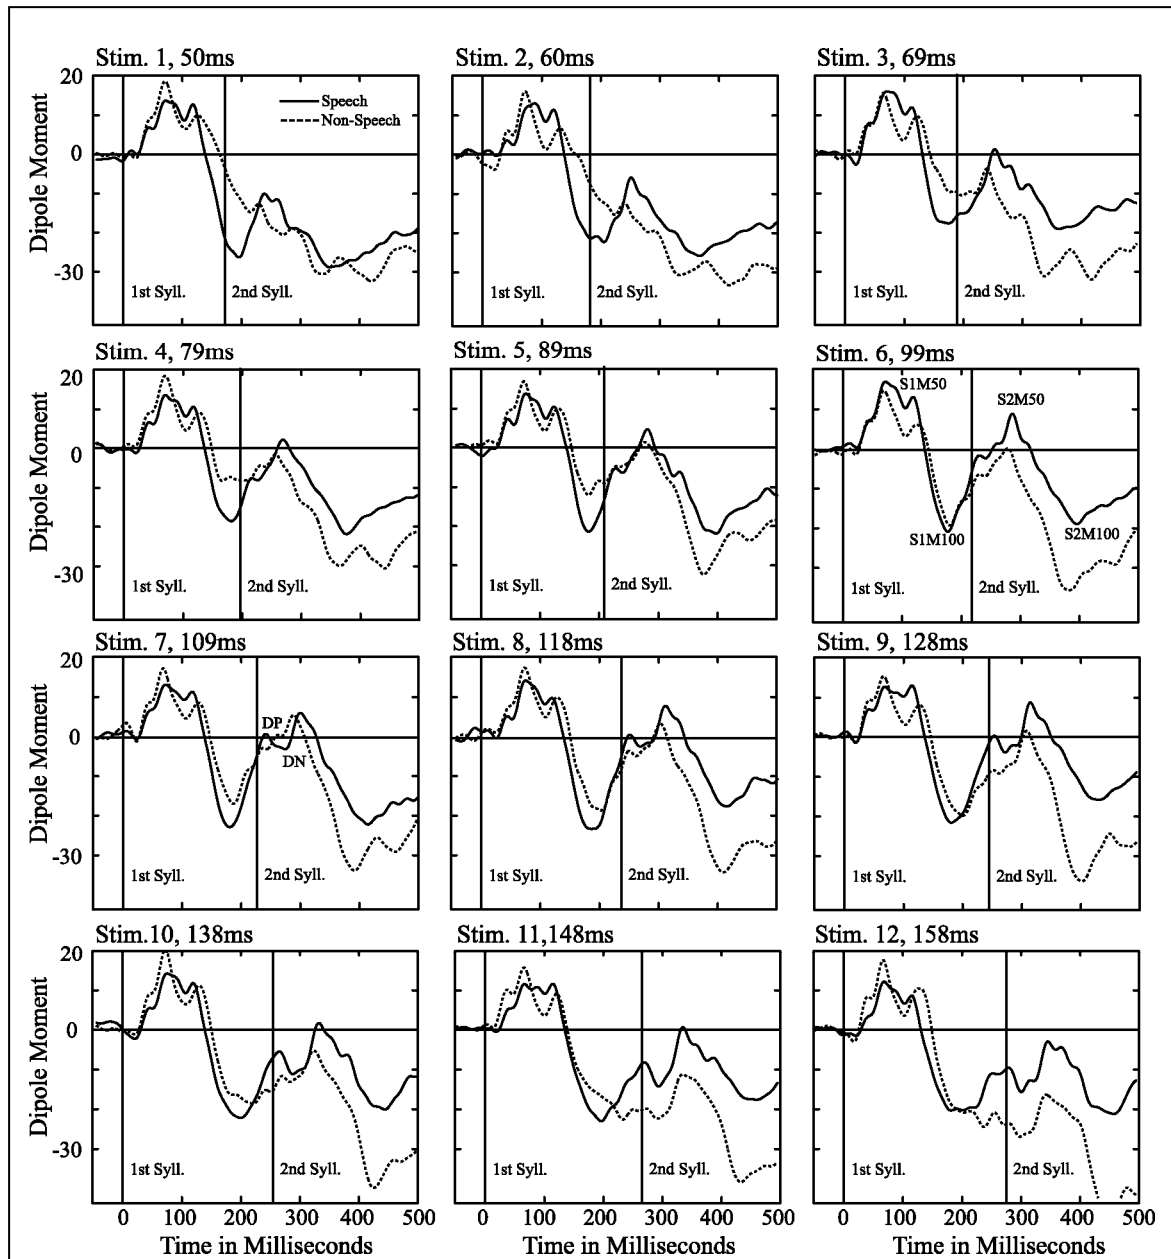 Stim. 1, 50ms
Stim. 2, 60ms
Stim. 3, 69ms
20
0
-30
Dipole Moment
Speech
Non-Speech
1st Syll.
2nd Syll.
1st Syll.
2nd Syll.
1st Syll.
2nd Syll.
Stim. 4, 79ms
Stim. 5, 89ms
Stim. 6, 99ms
20
0
-30
Dipole Moment
S1M50
S2M50
S1M100
S2M100
1st Syll.
2nd Syll.
1st Syll.
2nd Syll.
1st Syll.
2nd Syll.
Stim. 7, 109ms
Stim. 8, 118ms
Stim. 9, 128ms
20
0
-30
Dipole Moment
DP
DN
1st Syll.
2nd Syll.
1st Syll.
2nd Syll.
1st Syll.
2nd Syll.
Stim.10, 138ms
Stim. 11,148ms
Stim. 12, 158ms
20
0
-30
Dipole Moment
1st Syll.
2nd Syll.
1st Syll.
2nd Syll.
1st Syll.
2nd Syll.
0 100 200 300 400 500
0 100 200 300 400 500
0 100 200 300 400 500
Time in Milliseconds
Time in Milliseconds
Time in Milliseconds